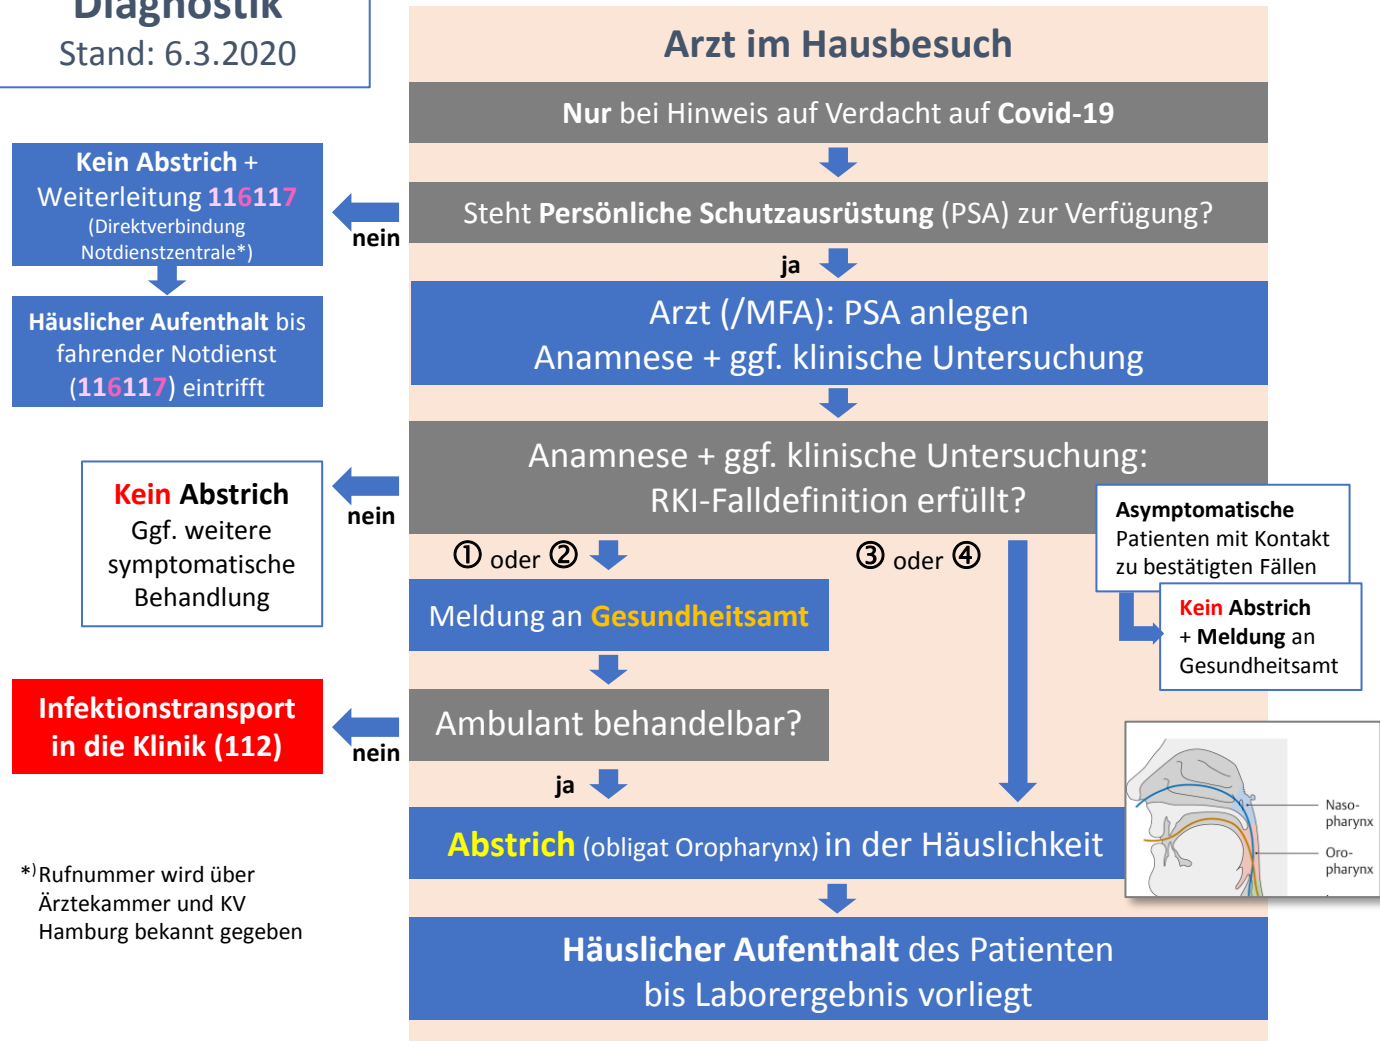 Diagnostik
Stand: 6.3.2020
Arzt im Hausbesuch
Nur bei Hinweis auf Verdacht auf Covid-19
Kein Abstrich +
Weiterleitung 116117
(Direktverbindung
Notdienstzentrale*)
nein
Steht Persönliche Schutzausrüstung (PSA) zur Verfügung?
ja
Häuslicher Aufenthalt bis
fahrender Notdienst
(116117) eintrifft
Arzt (/MFA): PSA anlegen
Anamnese + ggf. klinische Untersuchung
Anamnese + ggf. klinische Untersuchung:
RKI-Falldefinition erfüllt?
nein
Kein Abstrich
Ggf. weitere
symptomatische
Behandlung
① oder ②
③ oder ④
Asymptomatische
Patienten mit Kontakt
zu bestätigten Fällen
Kein Abstrich
+ Meldung an
Gesundheitsamt
Meldung an Gesundheitsamt
Ambulant behandelbar?
nein
Infektionstransport
in die Klinik (112)
ja
Abstrich (obligat Oropharynx) in der Häuslichkeit
Naso-
pharynx
Oro-
pharynx
*) Rufnummer wird über
Ärztekammer und KV
Hamburg bekannt gegeben
Häuslicher Aufenthalt des Patienten
bis Laborergebnis vorliegt